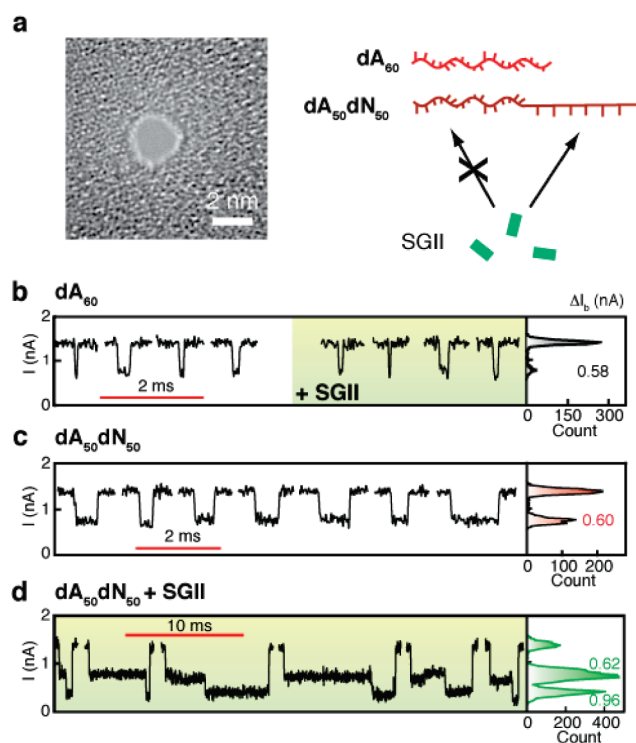 a
dA₆₀
dA₅₀dN₅₀
2 nm
SGII
b dA₆₀
ΔI_b (nA)
I (nA)
2
1
0
2 ms
+ SGII
0.58
0 150 300
Count
c dA₅₀dN₅₀
I (nA)
2
1
0
2 ms
0.60
0 100 200
Count
d dA₅₀dN₅₀ + SGII
I (nA)
2
1
0
10 ms
0.62
0.96
0 200 400
Count